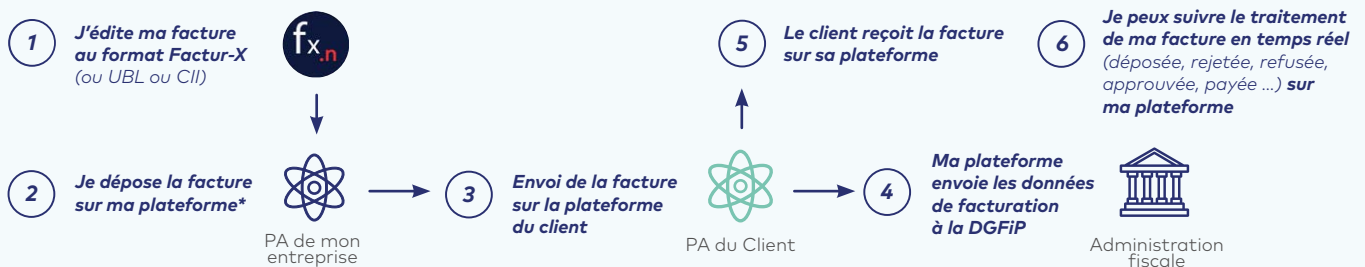 1
J'édite ma facture
au format Factur-X
(ou UBL ou CII)
fx.n
2
Je dépose la facture
sur ma plateforme*
PA de mon
entreprise
3
Envoi de la facture
sur la plateforme
du client
PA du Client
4
Ma plateforme
envoie les données
de facturation
à la DGFiP
Administration
fiscale
5
Le client reçoit la facture
sur sa plateforme
6
Je peux suivre le traitement
de ma facture en temps réel
(déposée, rejetée, refusée,
approuvée, payée ...) sur
ma plateforme